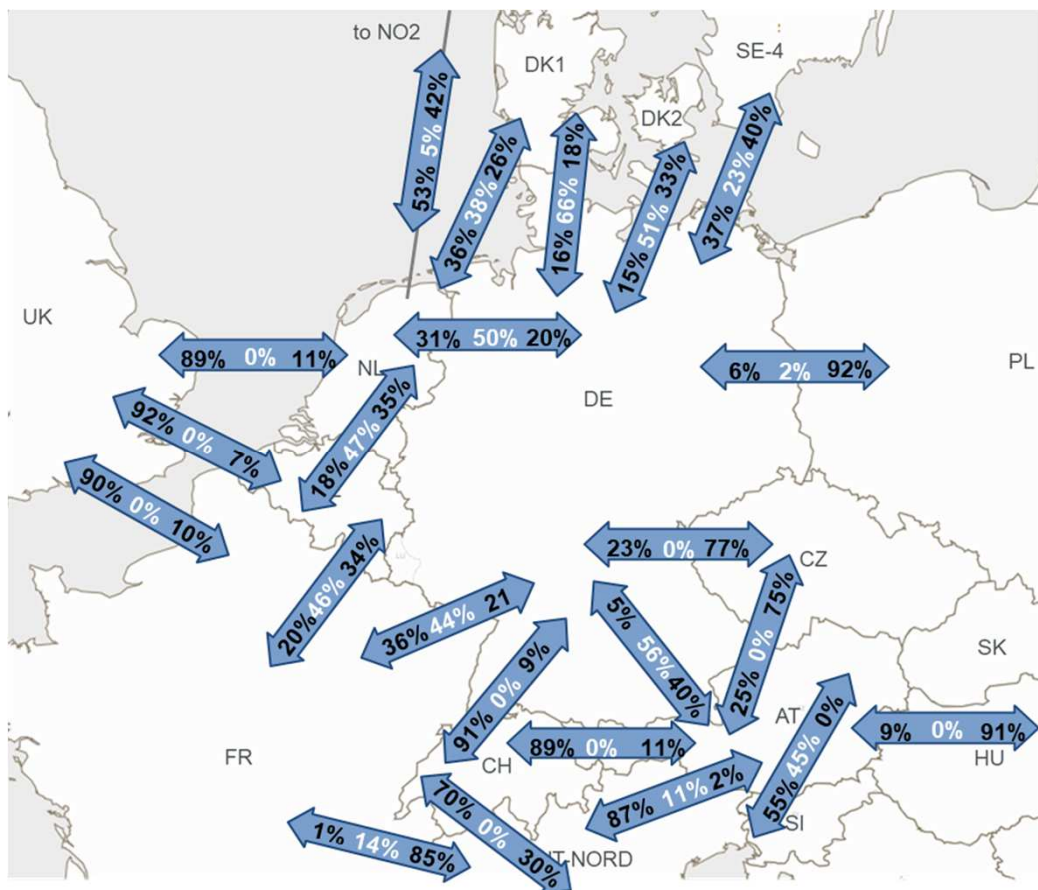 to NO2
DK1
SE-4
DK2
53% 5% 42%
36% 38% 26%
16% 66% 18%
15% 51% 33%
37% 23% 40%
UK
89% 0% 11%
31% 50% 20%
NL
DE
6% 2% 92%
PL
92% 0% 7%
18% 47% 35%
90% 0% 10%
20% 46% 34%
23% 0% 77%
CZ
36% 44% 21
5% 56% 40%
25% 0% 75%
91% 0% 9%
SK
AT
FR
CH
89% 0% 11%
9% 0% 91%
HU
55% 45% 0%
87% 11% 2%
70% 0% 30%
SI
1% 14% 85%
IT-NORD